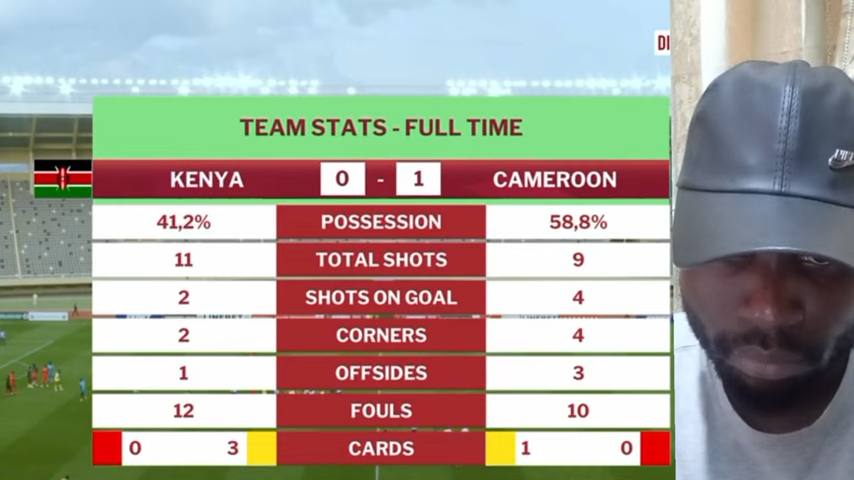 DI
TEAM STATS - FULL TIME
KENYA 0 - 1 CAMEROON
41,2% POSSESSION 58,8%
11 TOTAL SHOTS 9
2 SHOTS ON GOAL 4
2 CORNERS 4
1 OFFSIDES 3
12 FOULS 10
0 3 CARDS 1 0